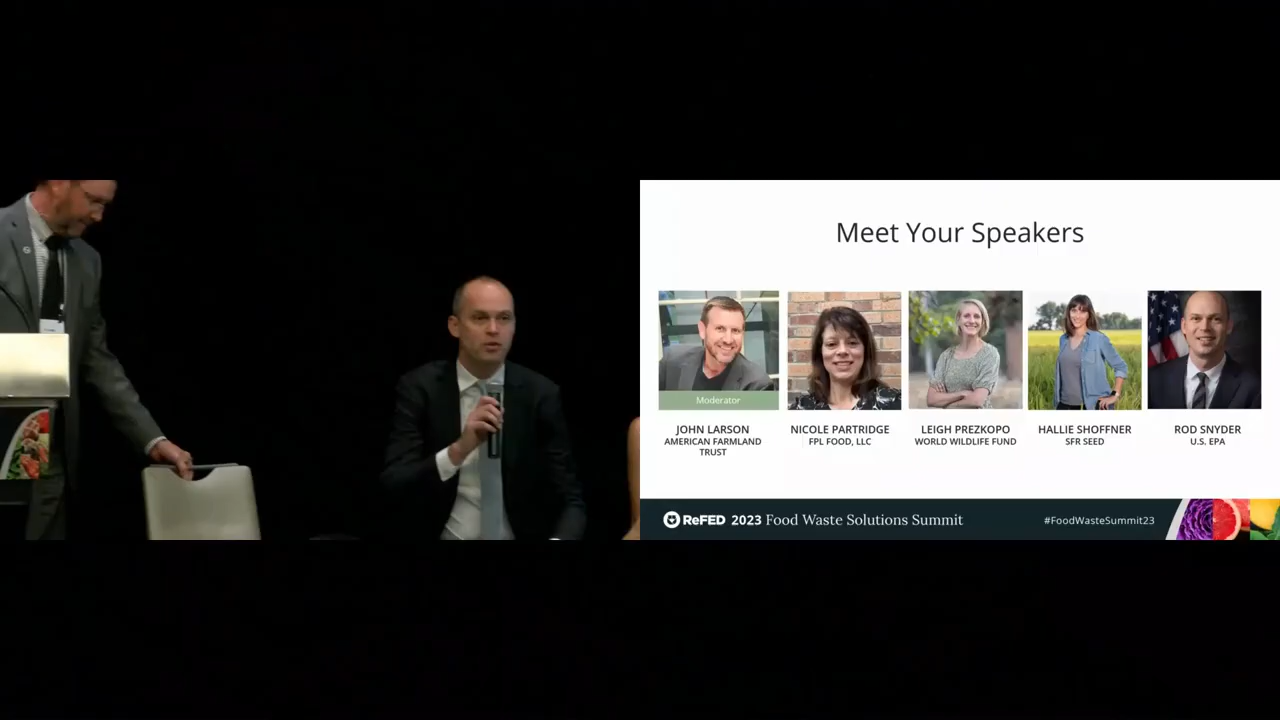 Meet Your Speakers
Moderator
JOHN LARSON
AMERICAN FARMLAND
TRUST
NICOLE PARTRIDGE
FPL FOOD, LLC
LEIGH PREZKOPO
WORLD WILDLIFE FUND
HALLIE SHOFFNER
SFR SEED
ROD SNYDER
U.S. EPA
ReFED 2023 Food Waste Solutions Summit
#FoodWasteSummit23